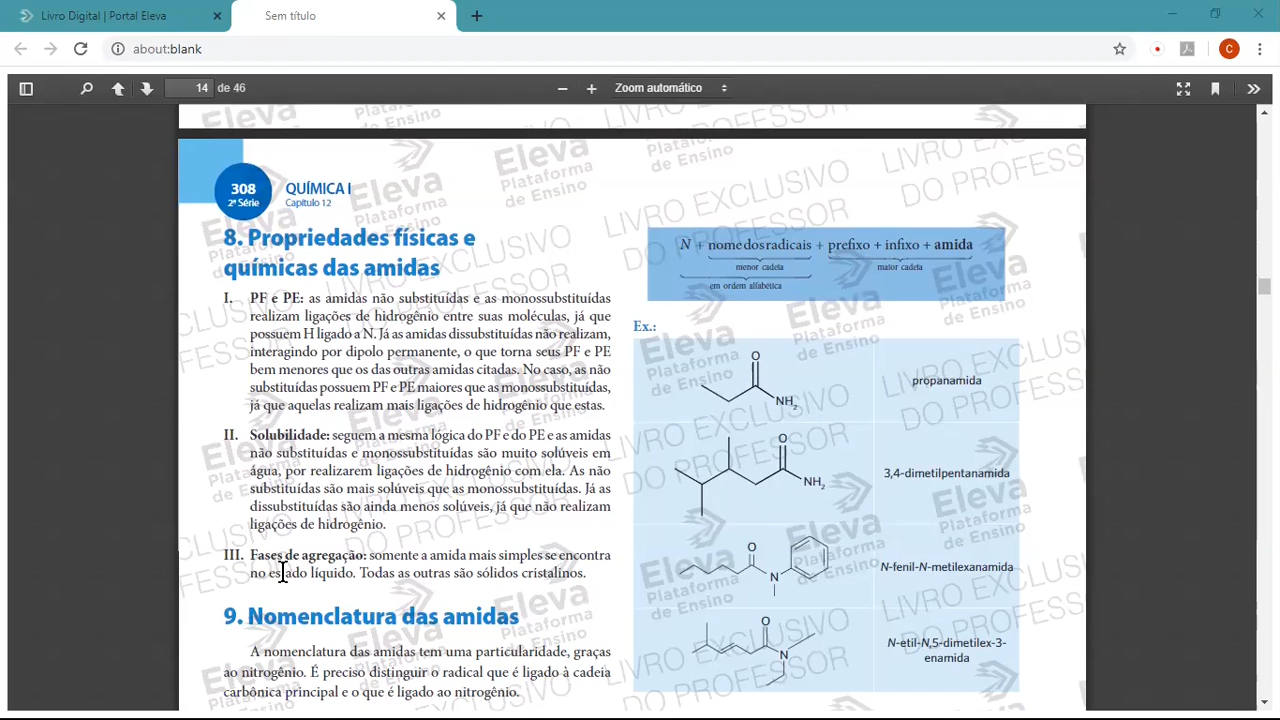 Livro Digital | Portal Eleva
Sem título
about:blank
C
14 de 46
Zoom automático
308
2ª Série
QUÍMICA I
Capítulo 12
8. Propriedades físicas e
químicas das amidas
I. PF e PE: as amidas não substituídas e as monossubstituídas
realizam ligações de hidrogênio entre suas moléculas, já que
possuem H ligado a N. Já as amidas dissubstituídas não realizam,
interagindo por dipolo permanente, o que torna seus PF e PE
bem menores que os das outras amidas citadas. No caso, as não
substituídas possuem PF e PE maiores que as monossubstituídas,
já que aquelas realizam mais ligações de hidrogênio que estas.
II. Solubilidade: seguem a mesma lógica do PF e do PE e as amidas
não substituídas e monossubstituídas são muito solúveis em
água, por realizarem ligações de hidrogênio com ela. As não
substituídas são mais solúveis que as monossubstituídas. Já as
dissubstituídas são ainda menos solúveis, já que não realizam
ligações de hidrogênio.
III. Fases de agregação: somente a amida mais simples se encontra
no estado líquido. Todas as outras são sólidos cristalinos.
9. Nomenclatura das amidas
A nomenclatura das amidas tem uma particularidade, graças
ao nitrogênio. É preciso distinguir o radical que é ligado à cadeia
carbônica principal e o que é ligado ao nitrogênio.
N + nome dos radicais + prefixo + infixo + amida
menor cadeia
maior cadeia
em ordem alfabética
Ex.:
O
NH2
propanamida
O
NH2
3,4-dimetilpentanamida
O
N
N-fenil-N-metilexanamida
O
N
N-etil-N,5-dimetilex-3-
enamida
Eleva
Plataforma
de Ensino
LIVRO EXCLUSIVO
DO PROFESSOR